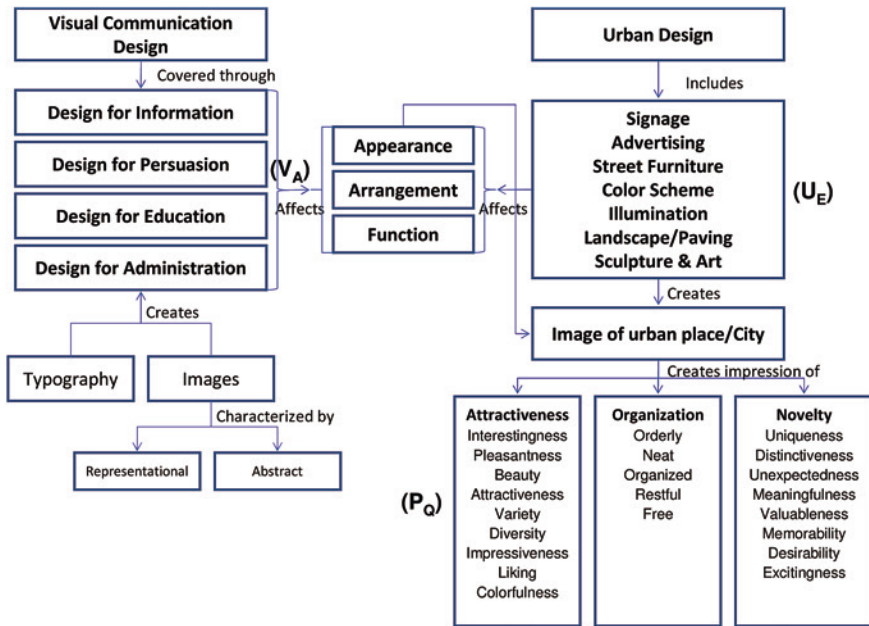 Visual Communication
Design
Covered through
Design for Information
Design for Persuasion
Design for Education
Design for Administration
Creates
Typography
Images
Characterized by
Representational
Abstract
(V_A)
Affects
Appearance
Arrangement
Function
Affects
Urban Design
Includes
Signage
Advertising
Street Furniture
Color Scheme
Illumination
Landscape/Paving
Sculpture & Art
(U_E)
Creates
Image of urban place/City
Creates impression of
(P_Q)
Attractiveness
Interestingness
Pleasantness
Beauty
Attractiveness
Variety
Diversity
Impressiveness
Liking
Colorfulness
Organization
Orderly
Neat
Organized
Restful
Free
Novelty
Uniqueness
Distinctiveness
Unexpectedness
Meaningfulness
Valuableness
Memorability
Desirability
Excitingness